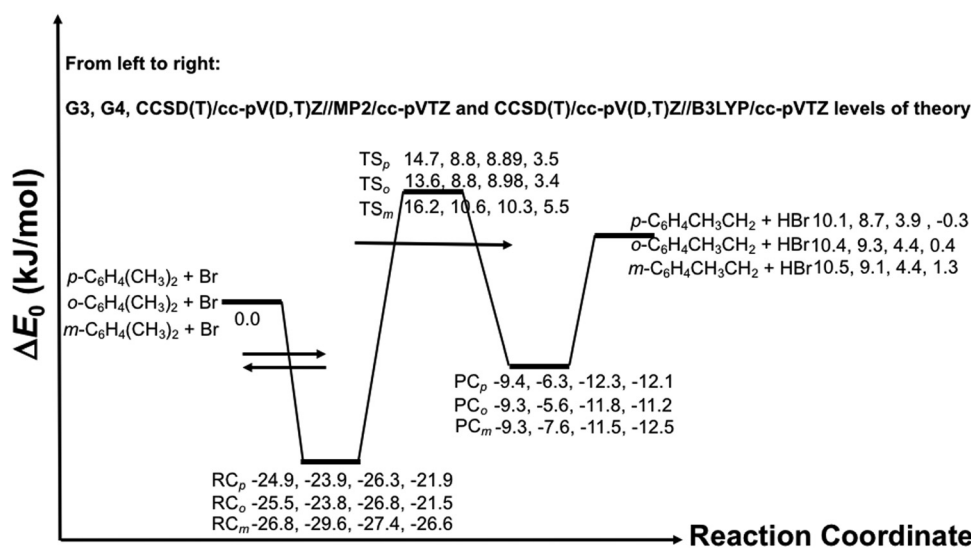 From left to right:
G3, G4, CCSD(T)/cc-pV(D,T)Z//MP2/cc-pVTZ and CCSD(T)/cc-pV(D,T)Z//B3LYP/cc-pVTZ levels of theory
ΔE₀ (kJ/mol)
TSₚ 14.7, 8.8, 8.89, 3.5
TSₒ 13.6, 8.8, 8.98, 3.4
TSₘ 16.2, 10.6, 10.3, 5.5
p-C₆H₄CH₃CH₂ + HBr 10.1, 8.7, 3.9 , -0.3
o-C₆H₄CH₃CH₂ + HBr 10.4, 9.3, 4.4, 0.4
m-C₆H₄CH₃CH₂ + HBr 10.5, 9.1, 4.4, 1.3
p-C₆H₄(CH₃)₂ + Br
o-C₆H₄(CH₃)₂ + Br
m-C₆H₄(CH₃)₂ + Br
0.0
PCₚ -9.4, -6.3, -12.3, -12.1
PCₒ -9.3, -5.6, -11.8, -11.2
PCₘ -9.3, -7.6, -11.5, -12.5
RCₚ -24.9, -23.9, -26.3, -21.9
RCₒ -25.5, -23.8, -26.8, -21.5
RCₘ -26.8, -29.6, -27.4, -26.6
Reaction Coordinate